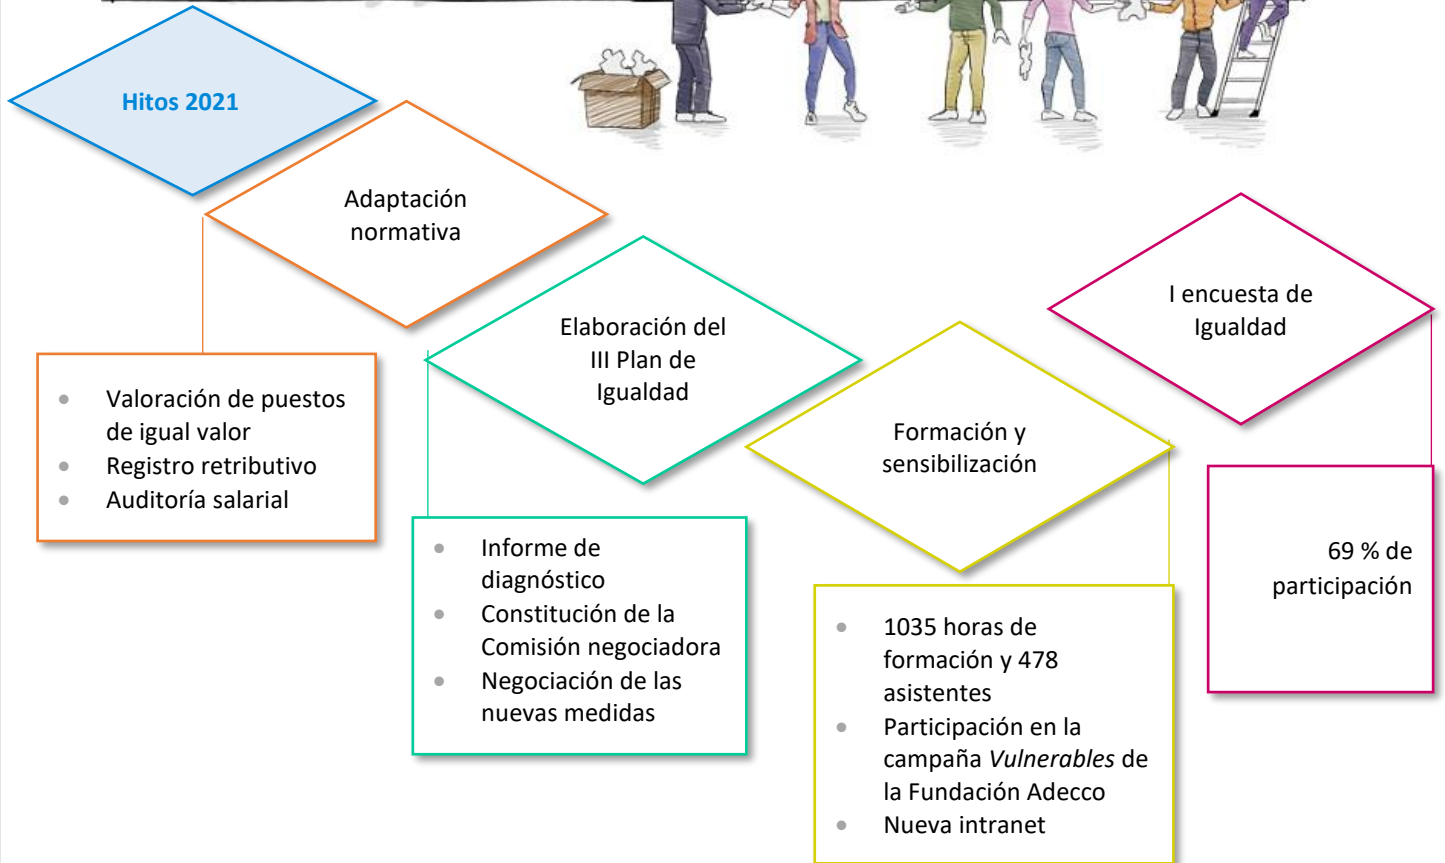 Hitos 2021
Adaptación
normativa
Valoración de puestos
de igual valor
Registro retributivo
Auditoría salarial
Elaboración del
III Plan de
Igualdad
Informe de
diagnóstico
Constitución de la
Comisión negociadora
Negociación de las
nuevas medidas
Formación y
sensibilización
1035 horas de
formación y 478
asistentes
Participación en la
campaña Vulnerables de
la Fundación Adecco
Nueva intranet
I encuesta de
Igualdad
69 % de
participación